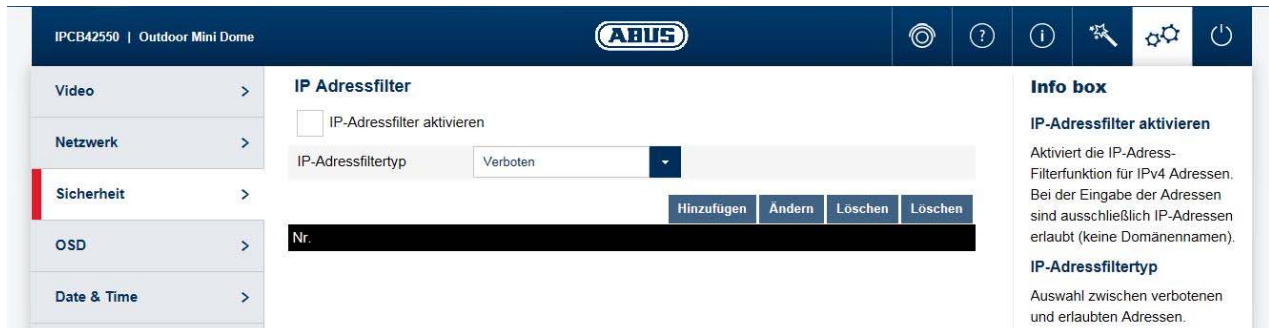 IPCB42550 | Outdoor Mini Dome
ABUS
Video
Netzwerk
Sicherheit
OSD
Date & Time
IP Adressfilter
IP-Adressfilter aktivieren
IP-Adressfiltertyp Verboten
Hinzufügen Ändern Löschen Löschen
Nr.
Info box
IP-Adressfilter aktivieren
Aktiviert die IP-Adress-
Filterfunktion für IPv4 Adressen.
Bei der Eingabe der Adressen
sind ausschließlich IP-Adressen
erlaubt (keine Domänennamen).
IP-Adressfiltertyp
Auswahl zwischen verbotenen
und erlaubten Adressen.